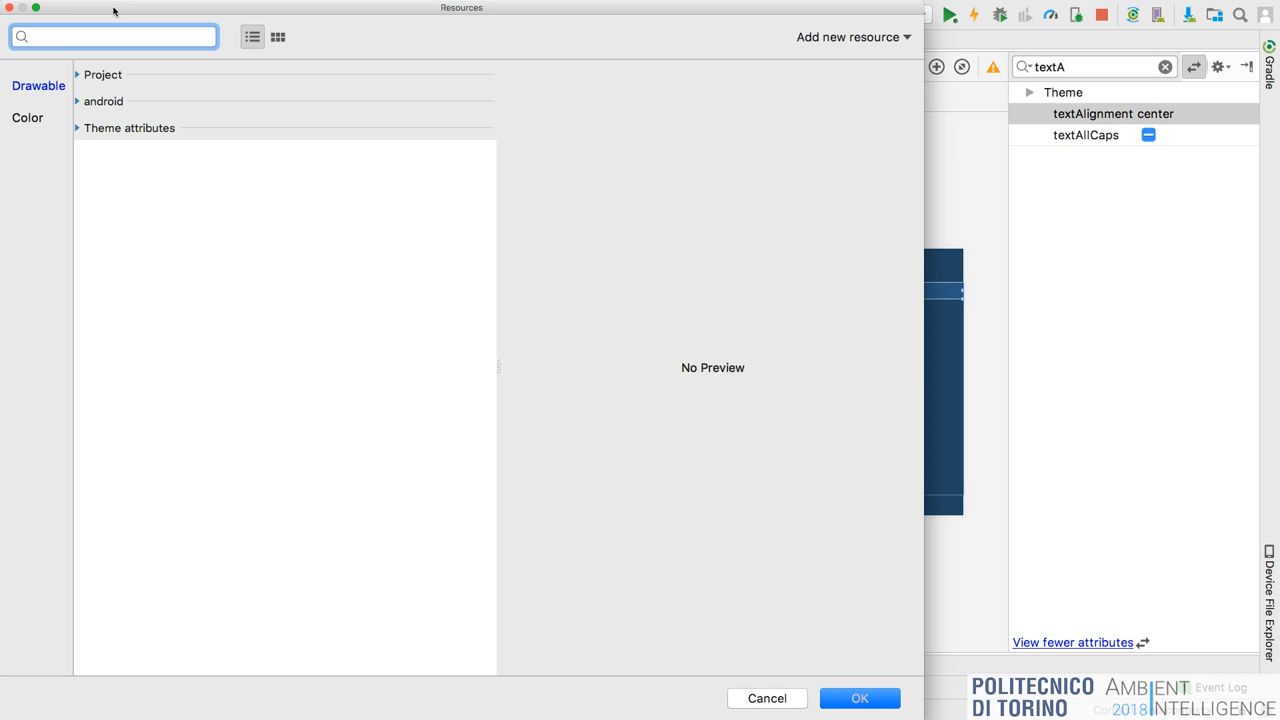 Resources
Add new resource
Drawable
Color
Project
android
Theme attributes
No Preview
Cancel
OK
textA
Theme
textAlignment center
textAllCaps
View fewer attributes
Gradle
Device File Explorer
Event Log
POLITECNICO
DI TORINO
AMBIENT
2018 INTELLIGENCE